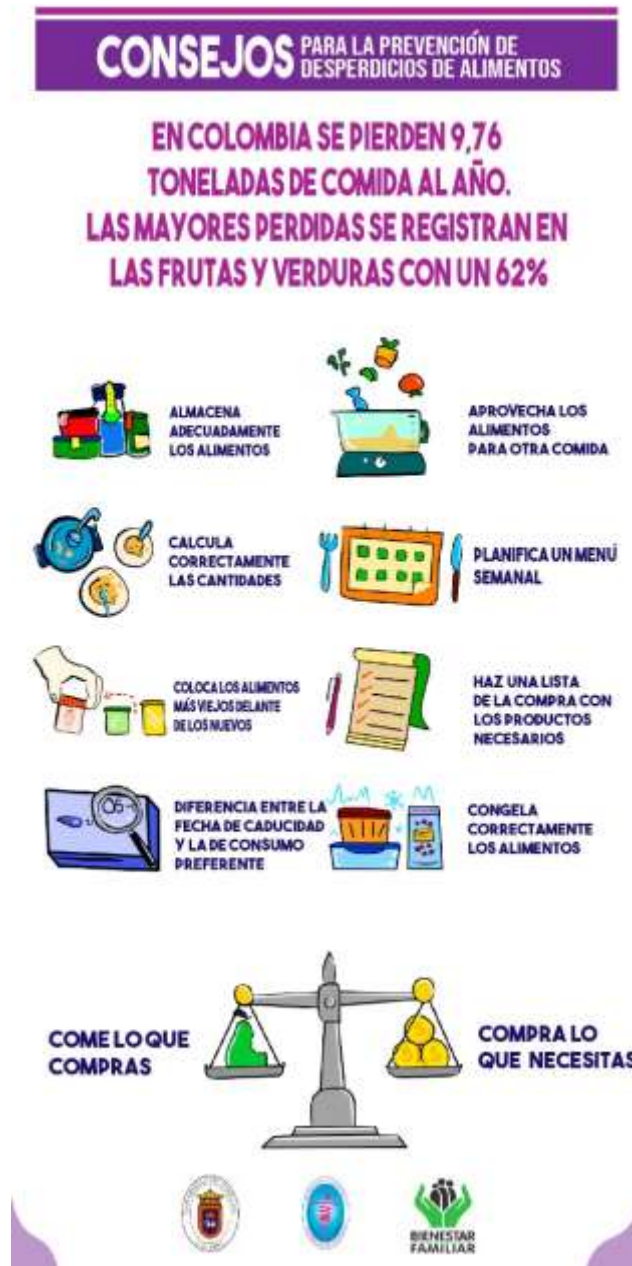 CONSEJOS PARA LA PREVENCIÓN DE
DESPERDICIOS DE ALIMENTOS
EN COLOMBIA SE PIERDEN 9,76
TONELADAS DE COMIDA AL AÑO.
LAS MAYORES PERDIDAS SE REGISTRAN EN
LAS FRUTAS Y VERDURAS CON UN 62%
ALMACENA
ADECUADAMENTE
LOS ALIMENTOS
APROVECHA LOS
ALIMENTOS
PARA OTRA COMIDA
CALCULA
CORRECTAMENTE
LAS CANTIDADES
PLANIFICA UN MENÚ
SEMANAL
COLOCA LOS ALIMENTOS
MÁS VIEJOS DELANTE
DE LOS NUEVOS
HAZ UNA LISTA
DE LA COMPRA CON
LOS PRODUCTOS
NECESARIOS
DIFERENCIA ENTRE LA
FECHA DE CADUCIDAD
Y LA DE CONSUMO
PREFERENTE
CONGELA
CORRECTAMENTE
LOS ALIMENTOS
COME LO QUE
COMPRAS
COMPRA LO
QUE NECESITAS
BIENESTAR
FAMILIAR